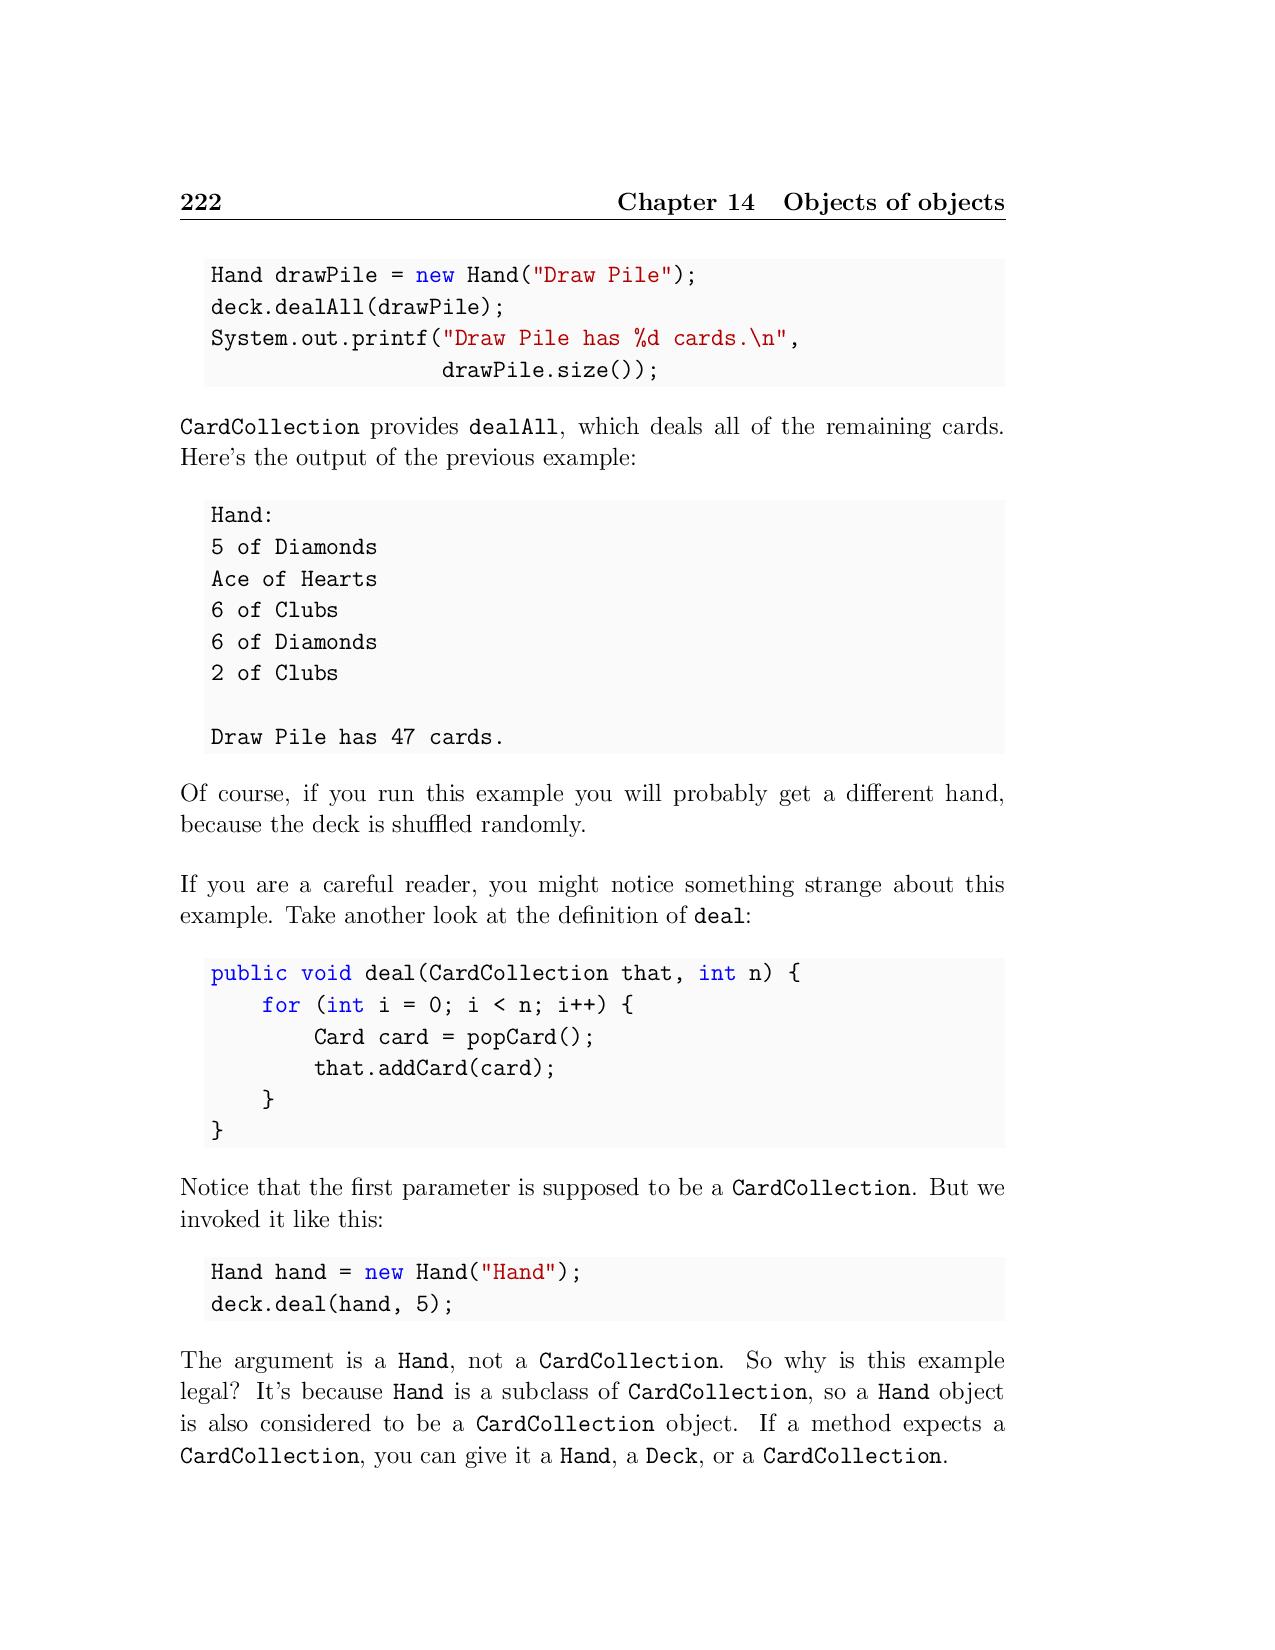 222 Chapter 14 Objects of objects
Hand drawPile = new Hand("Draw Pile");
deck.dealAll(drawPile);
System.out.printf("Draw Pile has %d cards.\n",
                  drawPile.size());
CardCollection provides dealAll, which deals all of the remaining cards.
Here's the output of the previous example:
Hand:
5 of Diamonds
Ace of Hearts
6 of Clubs
6 of Diamonds
2 of Clubs

Draw Pile has 47 cards.
Of course, if you run this example you will probably get a different hand,
because the deck is shuffled randomly.
If you are a careful reader, you might notice something strange about this
example. Take another look at the definition of deal:
public void deal(CardCollection that, int n) {
    for (int i = 0; i < n; i++) {
        Card card = popCard();
        that.addCard(card);
    }
}
Notice that the first parameter is supposed to be a CardCollection. But we
invoked it like this:
Hand hand = new Hand("Hand");
deck.deal(hand, 5);
The argument is a Hand, not a CardCollection. So why is this example
legal? It's because Hand is a subclass of CardCollection, so a Hand object
is also considered to be a CardCollection object. If a method expects a
CardCollection, you can give it a Hand, a Deck, or a CardCollection.